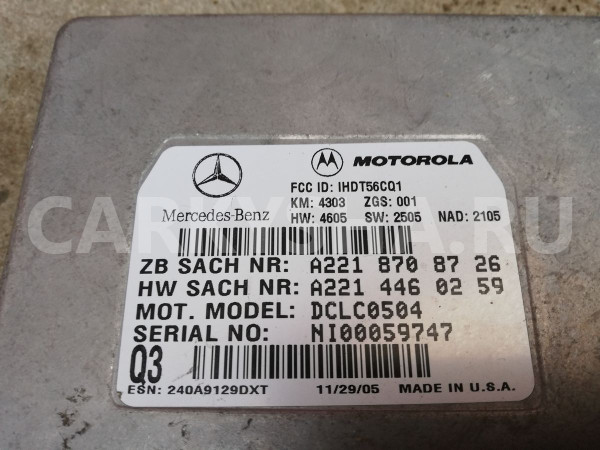 MOTOROLA
FCC ID: IHDT56CQ1
Mercedes-Benz
KM: 4303 ZGS: 001
HW: 4605 SW: 2505 NAD: 2105
ZB SACH NR: A221 870 87 26
HW SACH NR: A221 446 02 59
MOT. MODEL: DCLC0504
SERIAL NO: NI00059747
Q3
ESN: 240A9129DXT 11/29/05 MADE IN U.S.A.
CARKUHA.RU